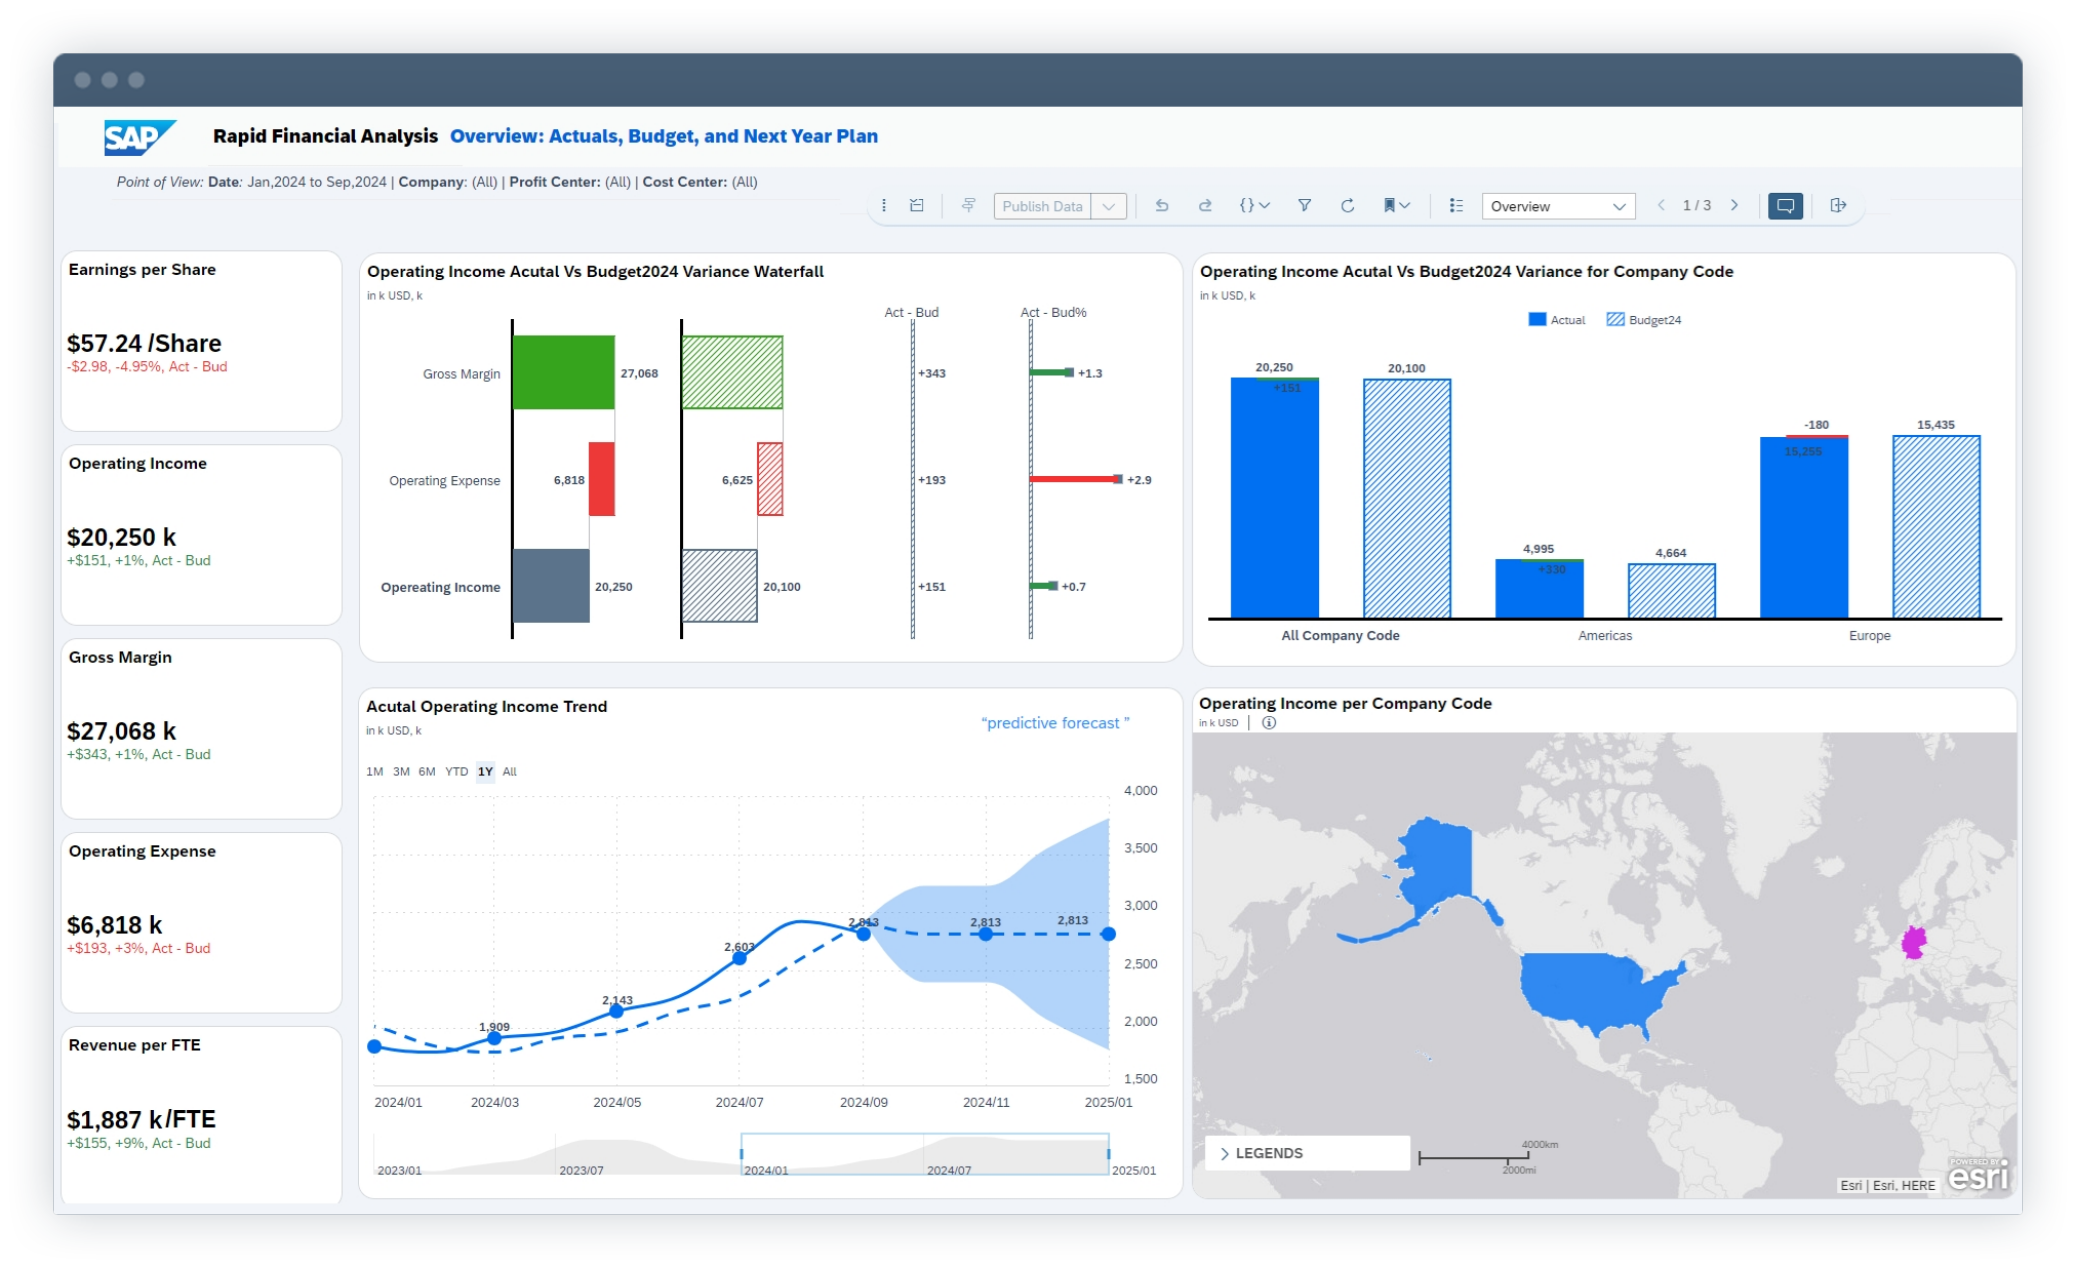 SAP
Rapid Financial Analysis Overview: Actuals, Budget, and Next Year Plan
Point of View: Date: Jan,2024 to Sep,2024 | Company: (All) | Profit Center: (All) | Cost Center: (All)
Publish Data
Overview
1 / 3
Earnings per Share
$57.24 /Share
-$2.98, -4.95%, Act - Bud
Operating Income
$20,250 k
+$151, +1%, Act - Bud
Gross Margin
$27,068 k
+$343, +1%, Act - Bud
Operating Expense
$6,818 k
+$193, +3%, Act - Bud
Revenue per FTE
$1,887 k/FTE
+$155, +9%, Act - Bud
Operating Income Acutal Vs Budget2024 Variance Waterfall
in k USD, k
Act - Bud
Act - Bud%
Gross Margin
27,068
+343
+1.3
Operating Expense
6,818
6,625
+193
+2.9
Opereating Income
20,250
20,100
+151
+0.7
Operating Income Acutal Vs Budget2024 Variance for Company Code
in k USD, k
Actual
Budget24
20,250
+151
20,100
4,995
+330
4,664
-180
15,255
15,435
All Company Code
Americas
Europe
Acutal Operating Income Trend
in k USD, k
“predictive forecast ”
1M 3M 6M YTD 1Y All
4,000
3,500
3,000
2,500
2,000
1,500
1,909
2,143
2,603
2,813
2,813
2,813
2024/01
2024/03
2024/05
2024/07
2024/09
2024/11
2025/01
2023/01
2023/07
2024/01
2024/07
2025/01
Operating Income per Company Code
in k USD
LEGENDS
4000km
2000mi
Esri | Esri, HERE
POWERED BY
esri